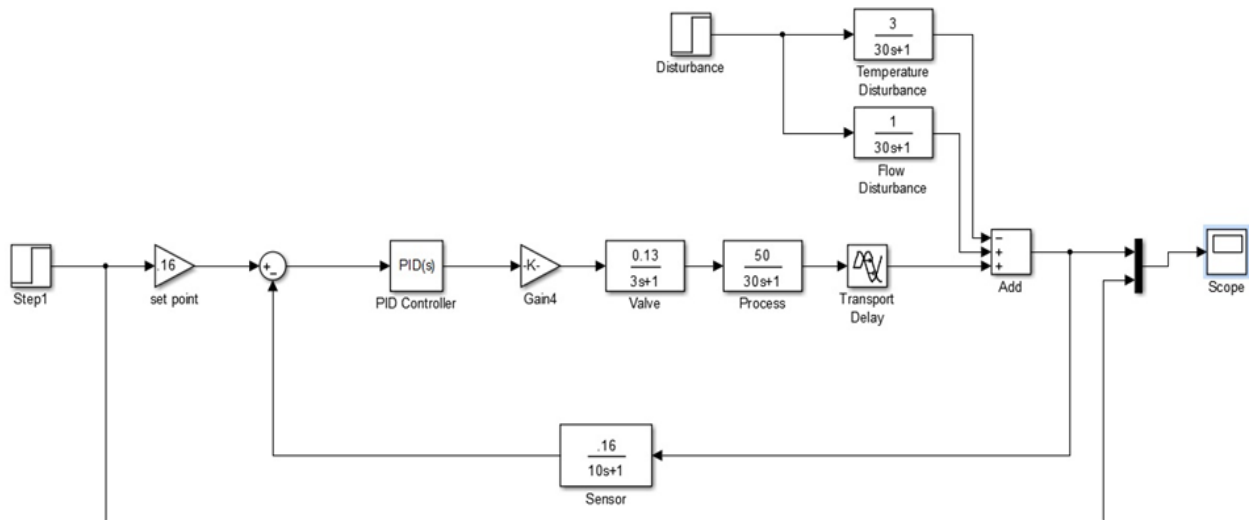 Disturbance
3
30s+1
Temperature
Disturbance
1
30s+1
Flow
Disturbance
Step1
.16
set point
+
-
PID(s)
PID Controller
-K-
Gain4
0.13
3s+1
Valve
50
30s+1
Process
Transport
Delay
-
+
+
Add
Scope
.16
10s+1
Sensor